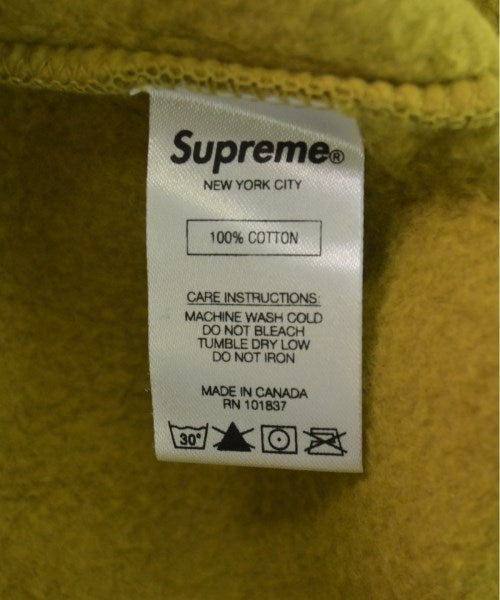 Supreme®
NEW YORK CITY
100% COTTON
CARE INSTRUCTIONS:
MACHINE WASH COLD
DO NOT BLEACH
TUMBLE DRY LOW
DO NOT IRON
MADE IN CANADA
RN 101837
30°